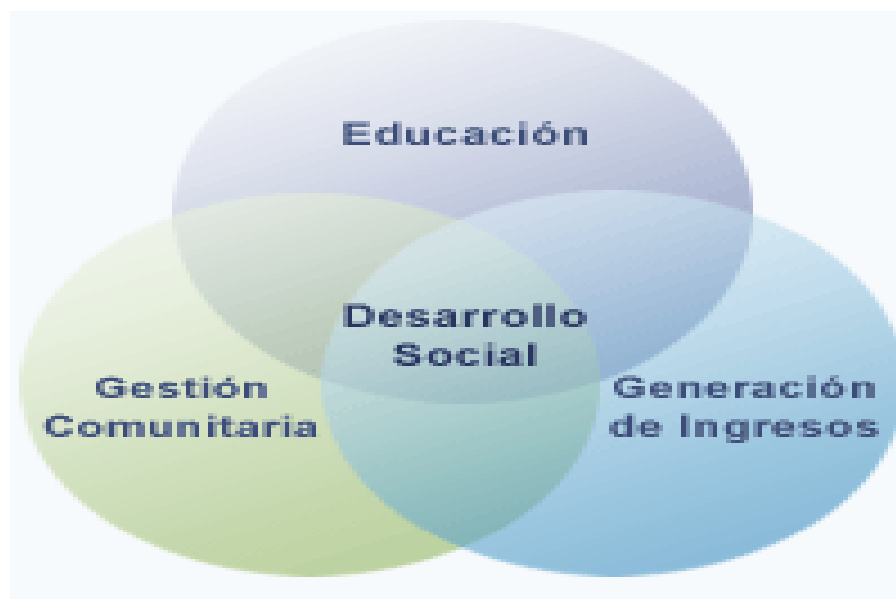 Educación
Desarrollo
Social
Gestión
Comunitaria
Generación
de Ingresos